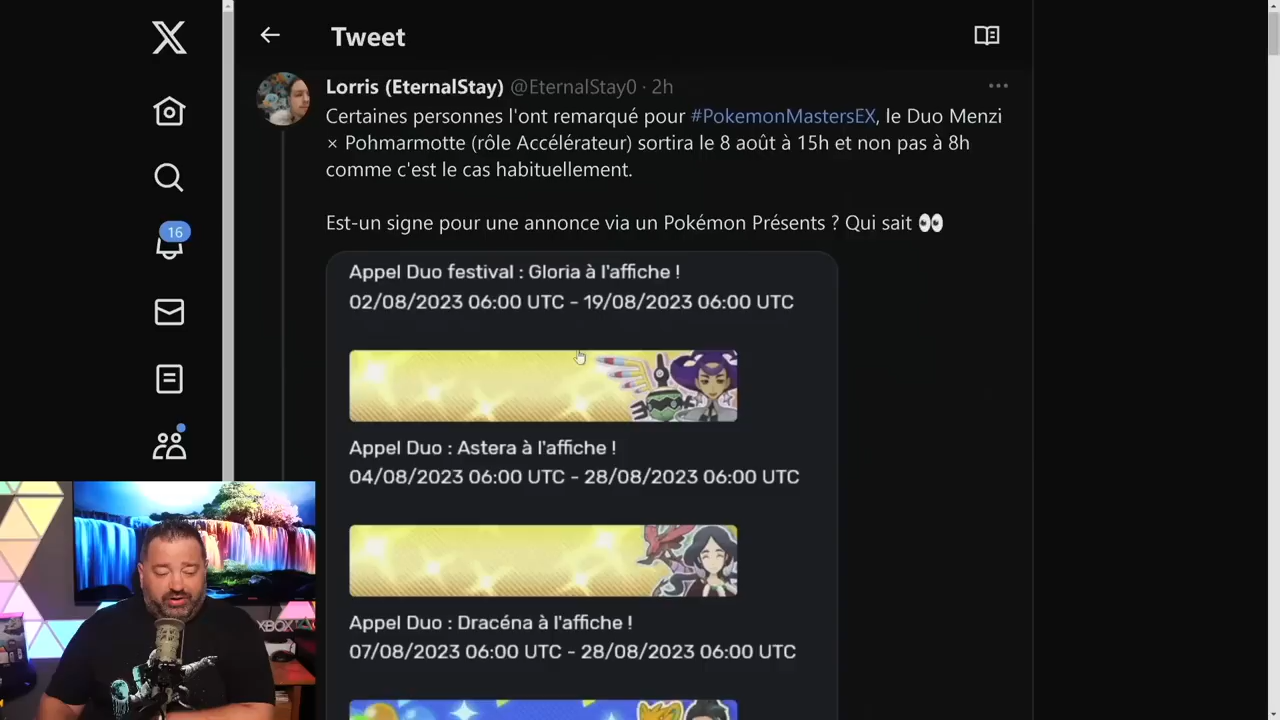 Tweet
Lorris (EternalStay) @EternalStay0 · 2h
Certaines personnes l'ont remarqué pour #PokemonMastersEX, le Duo Menzi
× Pohmarmotte (rôle Accélérateur) sortira le 8 août à 15h et non pas à 8h
comme c'est le cas habituellement.
Est-un signe pour une annonce via un Pokémon Présents ? Qui sait 👀
16
Appel Duo festival : Gloria à l'affiche !
02/08/2023 06:00 UTC - 19/08/2023 06:00 UTC
Appel Duo : Astera à l'affiche !
04/08/2023 06:00 UTC - 28/08/2023 06:00 UTC
Appel Duo : Dracéna à l'affiche !
07/08/2023 06:00 UTC - 28/08/2023 06:00 UTC
XBOX